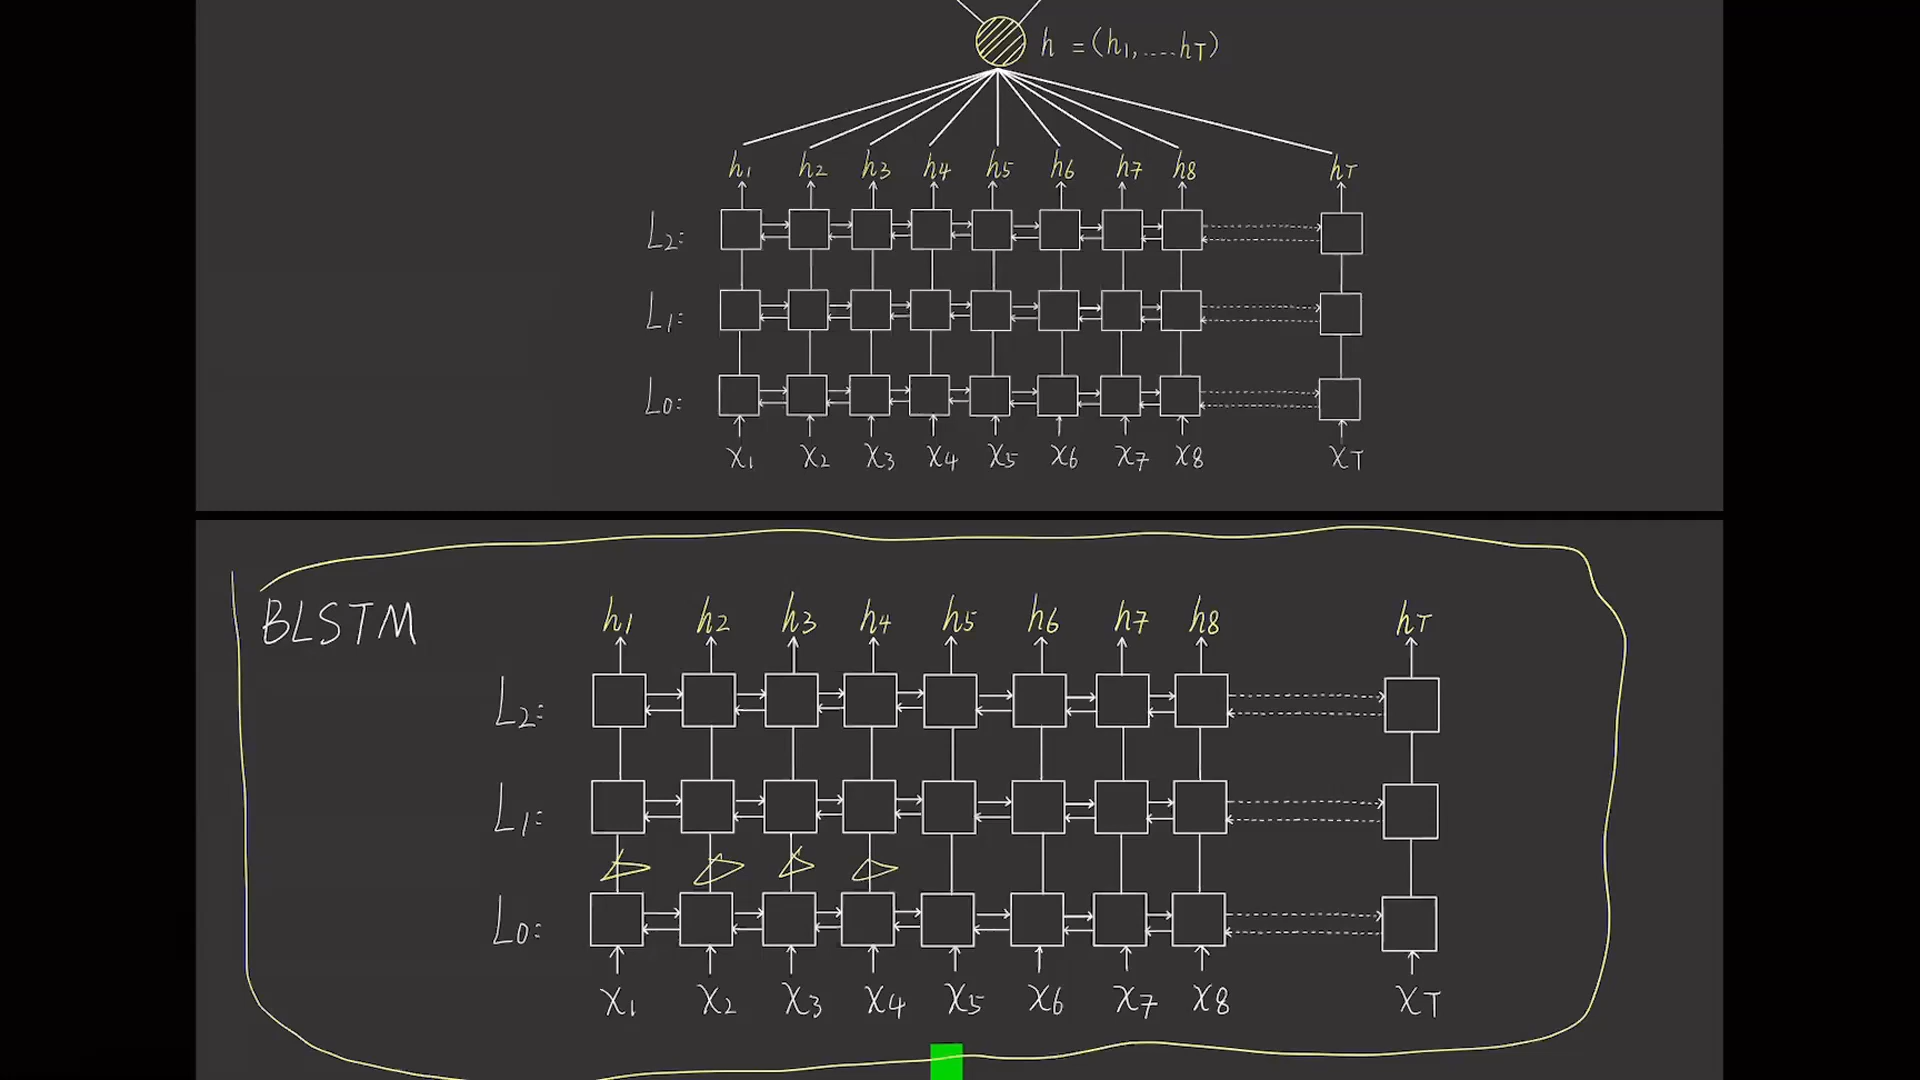 h = (h1, .... hT)
h1 h2 h3 h4 h5 h6 h7 h8 hT
L2:
L1:
L0:
x1 x2 x3 x4 x5 x6 x7 x8 xT
BLSTM
h1 h2 h3 h4 h5 h6 h7 h8 hT
L2:
L1:
L0:
x1 x2 x3 x4 x5 x6 x7 x8 xT